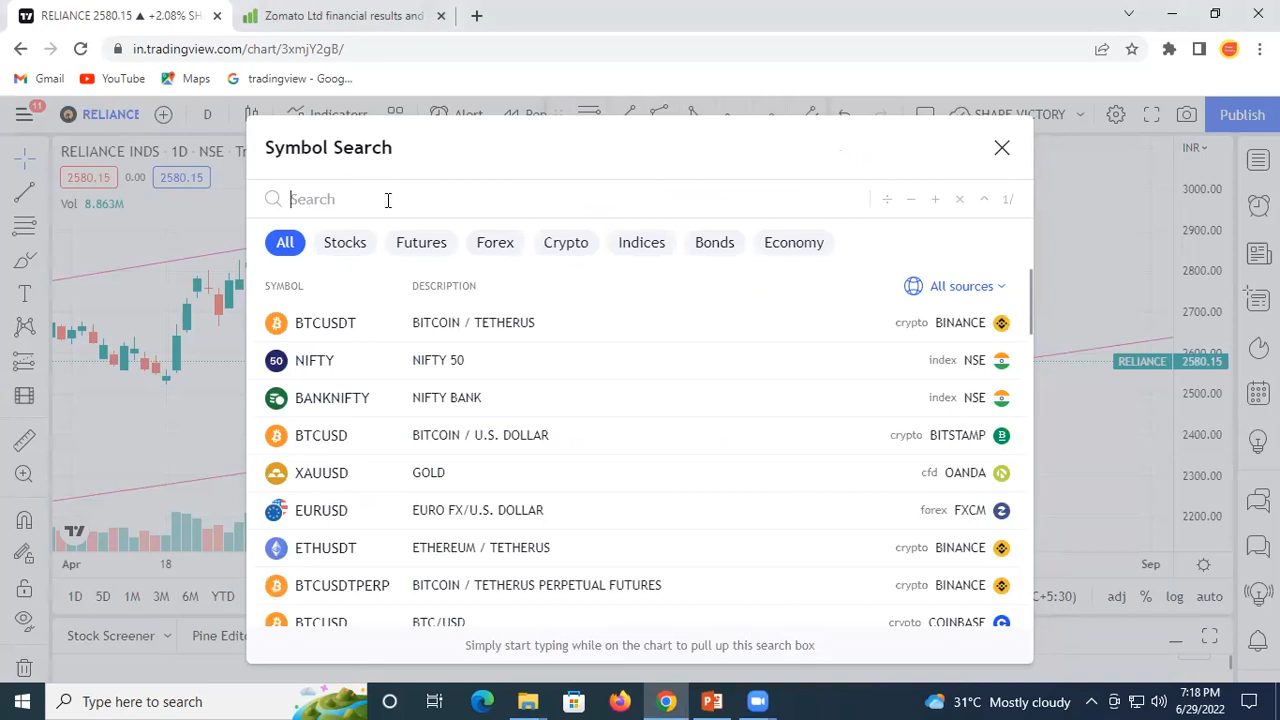 RELIANCE 2580.15 ▲ +2.08% SH
Zomato Ltd financial results and
in.tradingview.com/chart/3xmjY2gB/
Gmail YouTube Maps tradingview - Goog...
11 RELIANCE D Indicators Alert Rep SHARE VICTORY Publish
RELIANCE INDS · 1D · NSE
2580.15 0.00 2580.15
Vol 8.863M
INR
3000.00
2800.00
2700.00
RELIANCE 2580.15
2500.00
2400.00
2300.00
2200.00
Symbol Search
Search 1/
All Stocks Futures Forex Crypto Indices Bonds Economy
SYMBOL DESCRIPTION All sources
BTCUSDT BITCOIN / TETHERUS crypto BINANCE
50 NIFTY NIFTY 50 index NSE
BANKNIFTY NIFTY BANK index NSE
BTCUSD BITCOIN / U.S. DOLLAR crypto BITSTAMP
XAUUSD GOLD cfd OANDA
EURUSD EURO FX/U.S. DOLLAR forex FXCM
ETHUSDT ETHEREUM / TETHERUS crypto BINANCE
BTCUSDTPERP BITCOIN / TETHERUS PERPETUAL FUTURES crypto BINANCE
BTCUSD BTC/USD crypto COINBASE
Simply start typing while on the chart to pull up this search box
Apr 18 Sep
1D 5D 1M 3M 6M YTD C+5:30) adj % log auto
Stock Screener Pine Edit
Type here to search
31°C Mostly cloudy
7:18 PM
6/29/2022